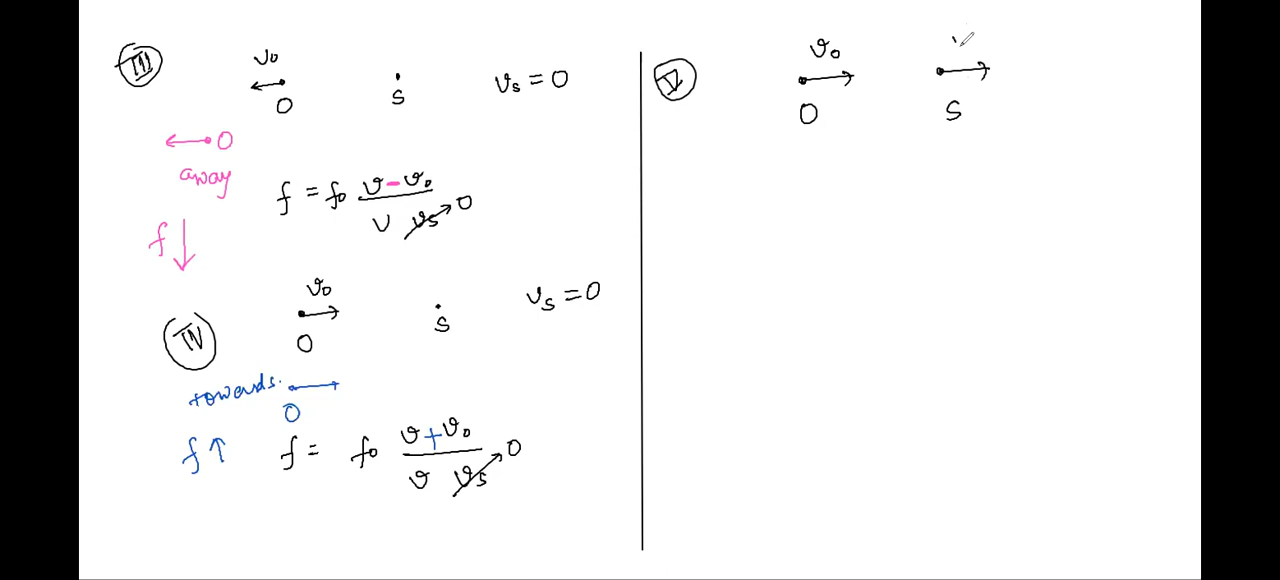 III
v₀
O
S
vₛ = 0
O
away
f = f₀ (v - v₀) / (v vₛ→0)
f↓
IV
v₀
O
S
vₛ = 0
towards.
O
f↑
f = f₀ (v + v₀) / (v vₛ→0)
V
v₀
O
S